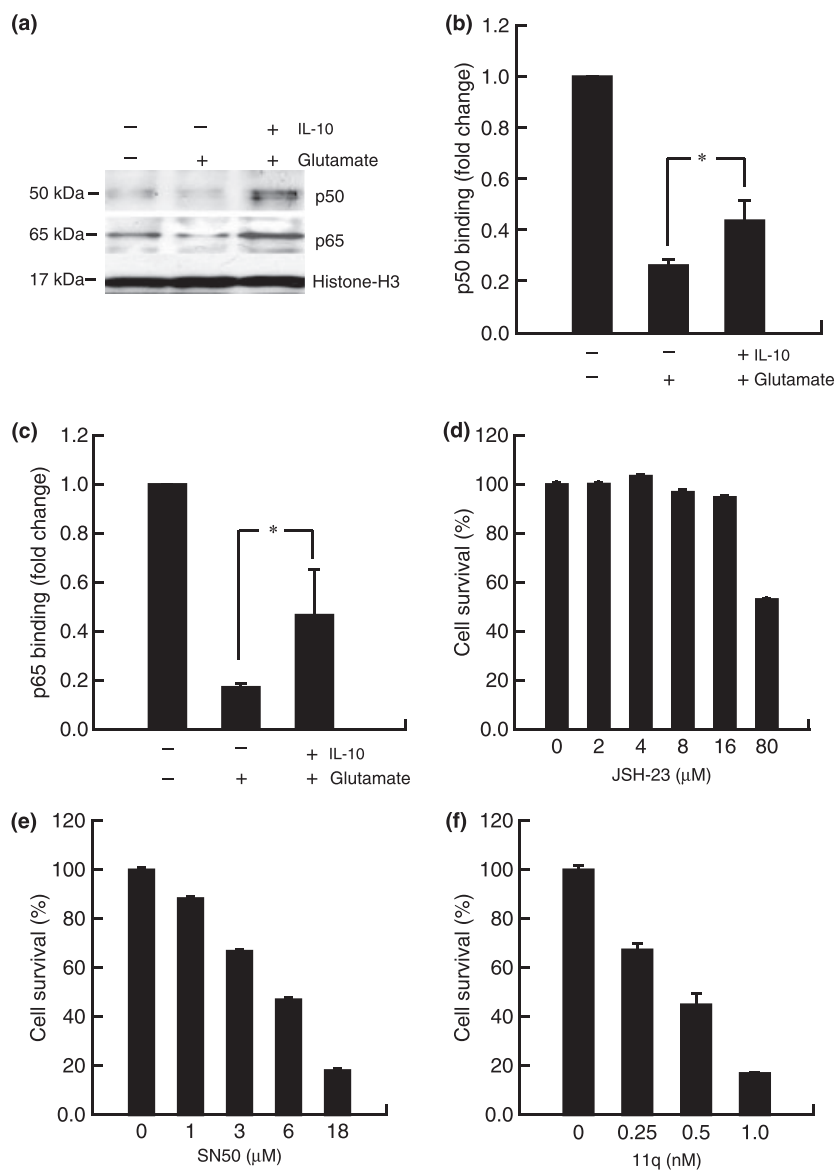 (a)
− − + IL-10
− + + Glutamate
50 kDa p50
65 kDa p65
17 kDa Histone-H3
(b)
p50 binding (fold change)
1.2
1.0
0.8
0.6
0.4
0.2
0.0
*
− − + IL-10
− + + Glutamate
(c)
p65 binding (fold change)
1.2
1.0
0.8
0.6
0.4
0.2
0.0
*
− − + IL-10
− + + Glutamate
(d)
Cell survival (%)
120
100
80
60
40
20
0.0
0 2 4 8 16 80
JSH-23 (μM)
(e)
Cell survival (%)
120
100
80
60
40
20
0.0
0 1 3 6 18
SN50 (μM)
(f)
Cell survival (%)
120
100
80
60
40
20
0.0
0 0.25 0.5 1.0
11q (nM)